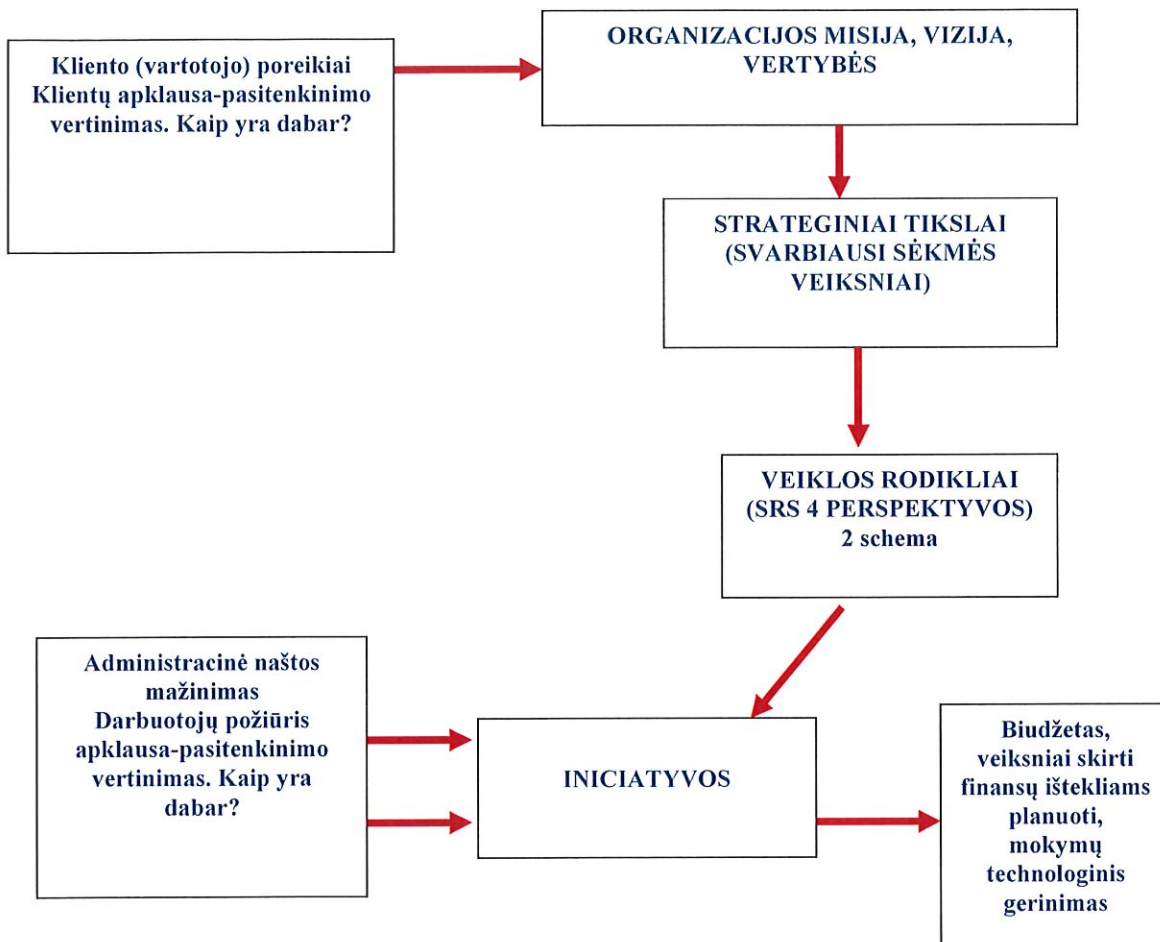 Kliento (vartotojo) poreikiai
Klientų apklausa-pasitenkinimo
vertinimas. Kaip yra dabar?
ORGANIZACIJOS MISIJA, VIZIJA,
VERTYBĖS
STRATEGINIAI TIKSLAI
(SVARBIAUSI SĖKMĖS
VEIKSNIAI)
VEIKLOS RODIKLIAI
(SRS 4 PERSPEKTYVOS)
2 schema
Administracinė naštos
mažinimas
Darbuotojų požiūris
apklausa-pasitenkinimo
vertinimas. Kaip yra
dabar?
INICIATYVOS
Biudžetas,
veiksniai skirti
finansų ištekliams
planuoti,
mokymų
technologinis
gerinimas